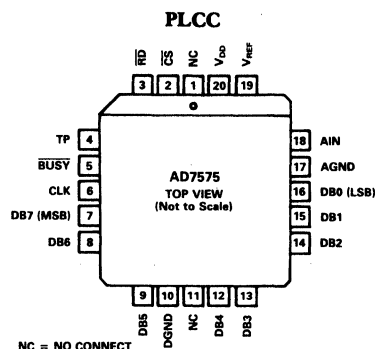 PLCC
RD CS NC VDD VREF
3 2 1 20 19
TP 4
BUSY 5
CLK 6
DB7 (MSB) 7
DB6 8
AD7575
TOP VIEW
(Not to Scale)
18 AIN
17 AGND
16 DB0 (LSB)
15 DB1
14 DB2
9 10 11 12 13
DB5 DGND NC DB4 DB3
NC = NO CONNECT